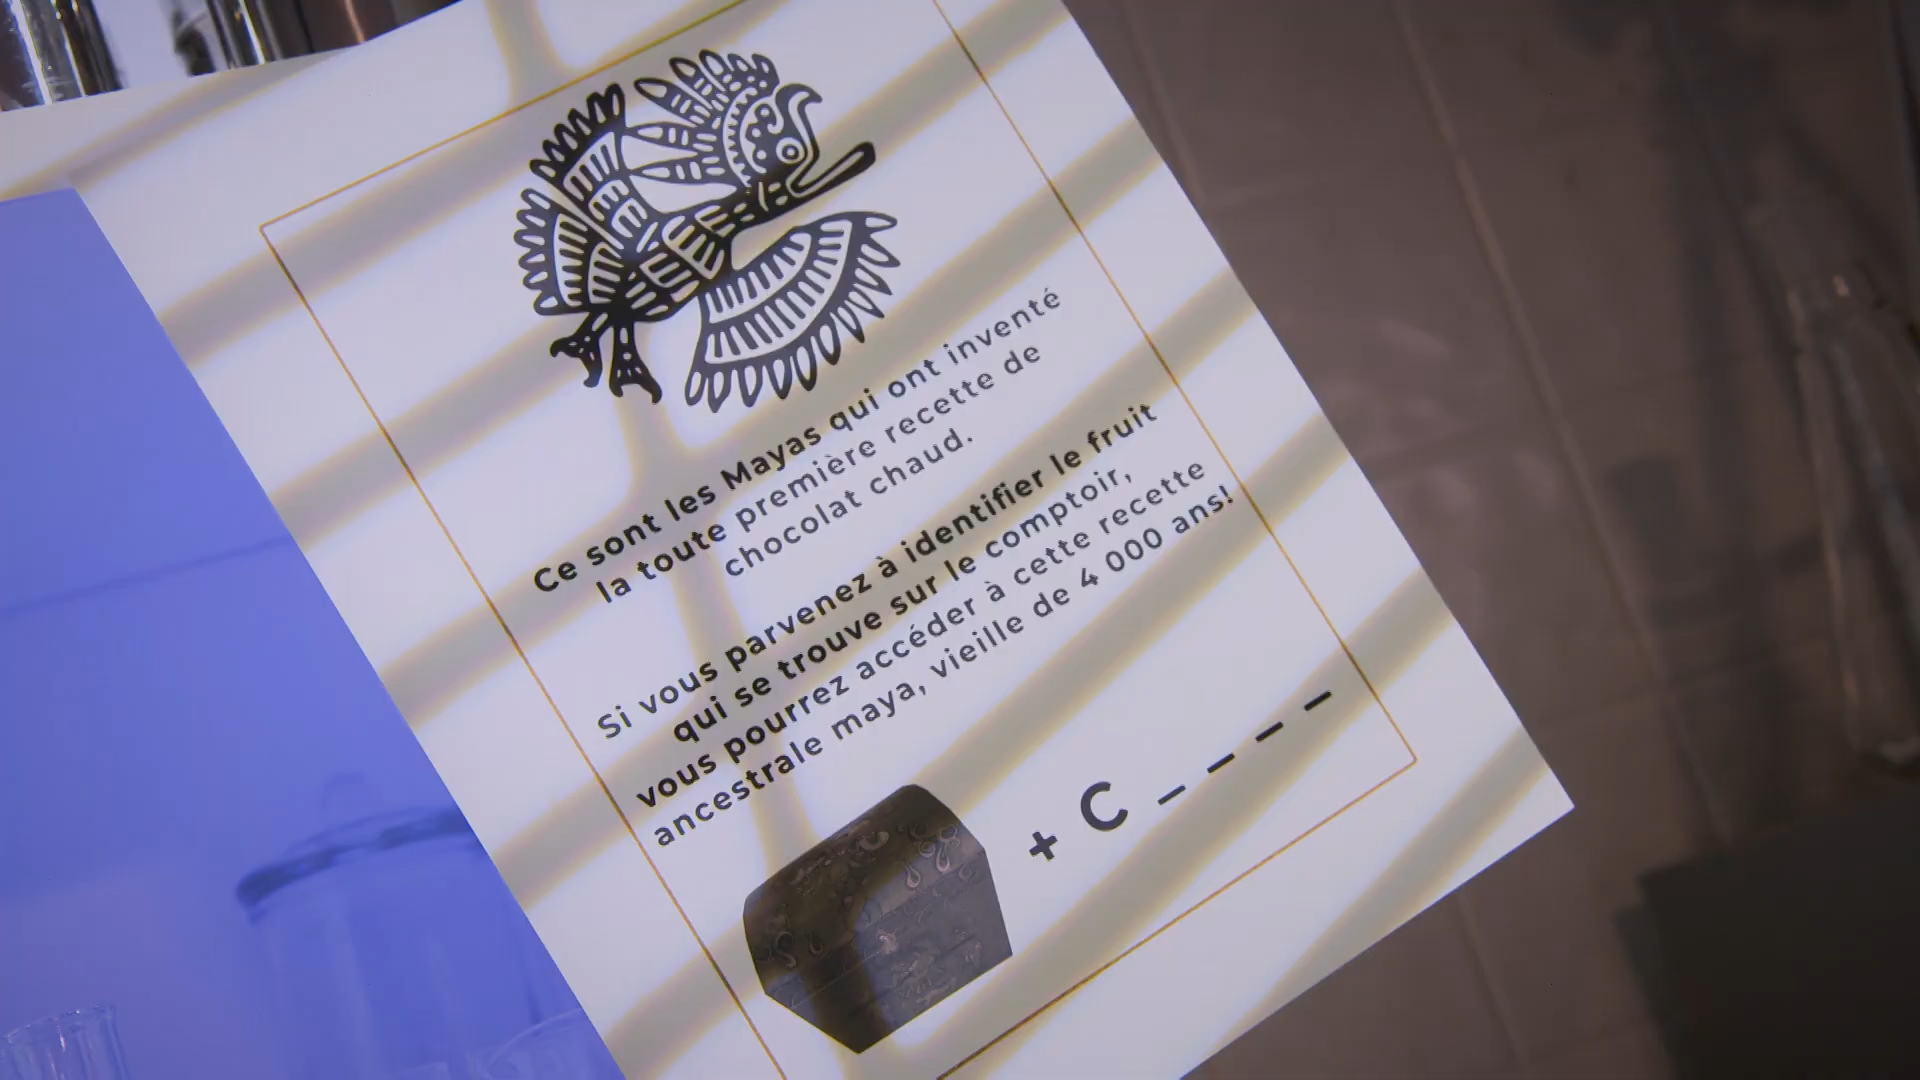 Ce sont les Mayas qui ont inventé
la toute première recette de
chocolat chaud.
Si vous parvenez à identifier le fruit
qui se trouve sur le comptoir,
vous pourrez accéder à cette recette
ancestrale maya, vieille de 4 000 ans!
+ C _ _ _ _